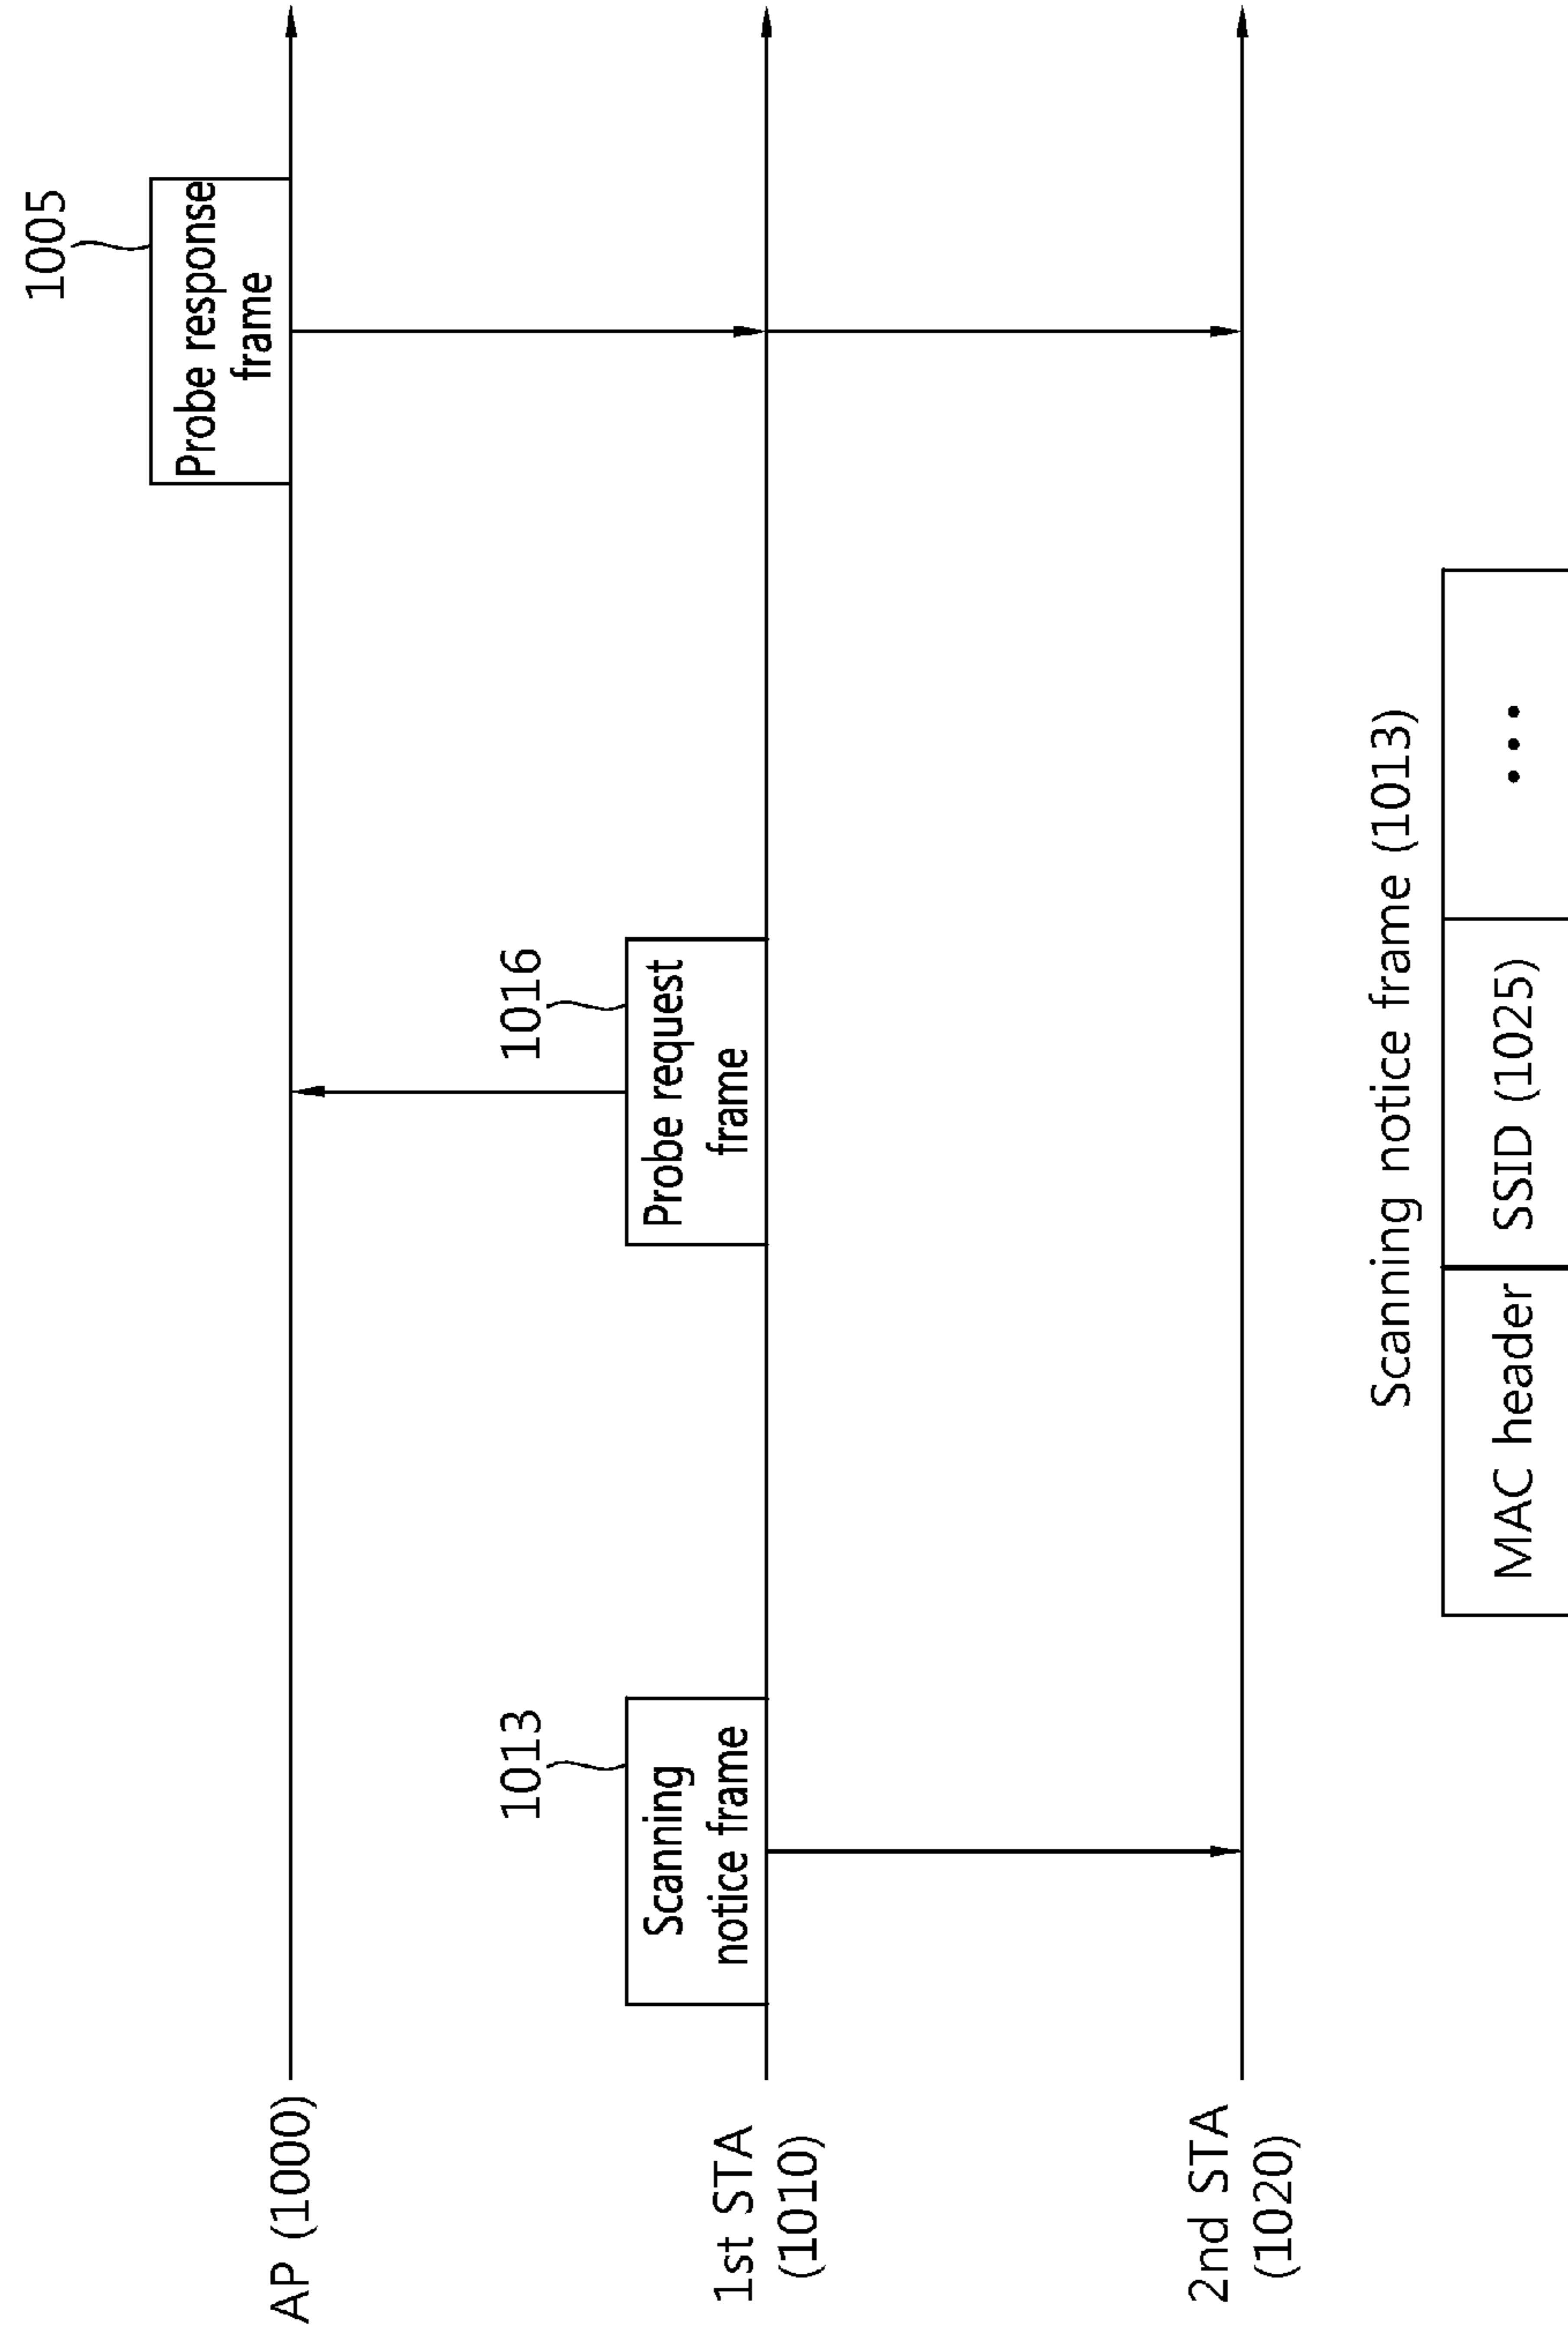 1005
Probe response
frame
AP (1000)
1013
1016
Scanning
notice frame
Probe request
frame
1st STA
(1010)
2nd STA
(1020)
Scanning notice frame (1013)
MAC header
SSID (1025)
• • •